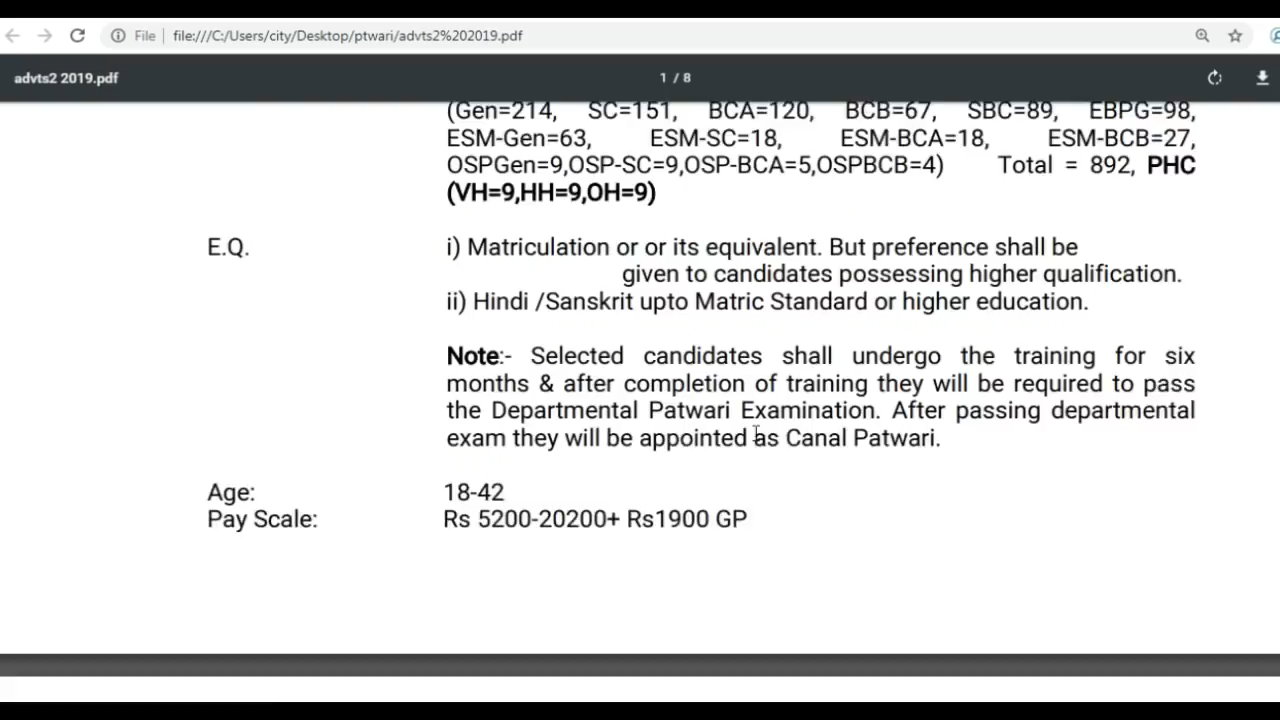 File file:///C:/Users/city/Desktop/ptwari/advts2%202019.pdf
advts2 2019.pdf 1 / 8
(Gen=214, SC=151, BCA=120, BCB=67, SBC=89, EBPG=98,
ESM-Gen=63, ESM-SC=18, ESM-BCA=18, ESM-BCB=27,
OSPGen=9,OSP-SC=9,OSP-BCA=5,OSPBCB=4) Total = 892, PHC
(VH=9,HH=9,OH=9)
E.Q. i) Matriculation or or its equivalent. But preference shall be
given to candidates possessing higher qualification.
ii) Hindi /Sanskrit upto Matric Standard or higher education.
Note:- Selected candidates shall undergo the training for six
months & after completion of training they will be required to pass
the Departmental Patwari Examination. After passing departmental
exam they will be appointed as Canal Patwari.
Age: 18-42
Pay Scale: Rs 5200-20200+ Rs1900 GP